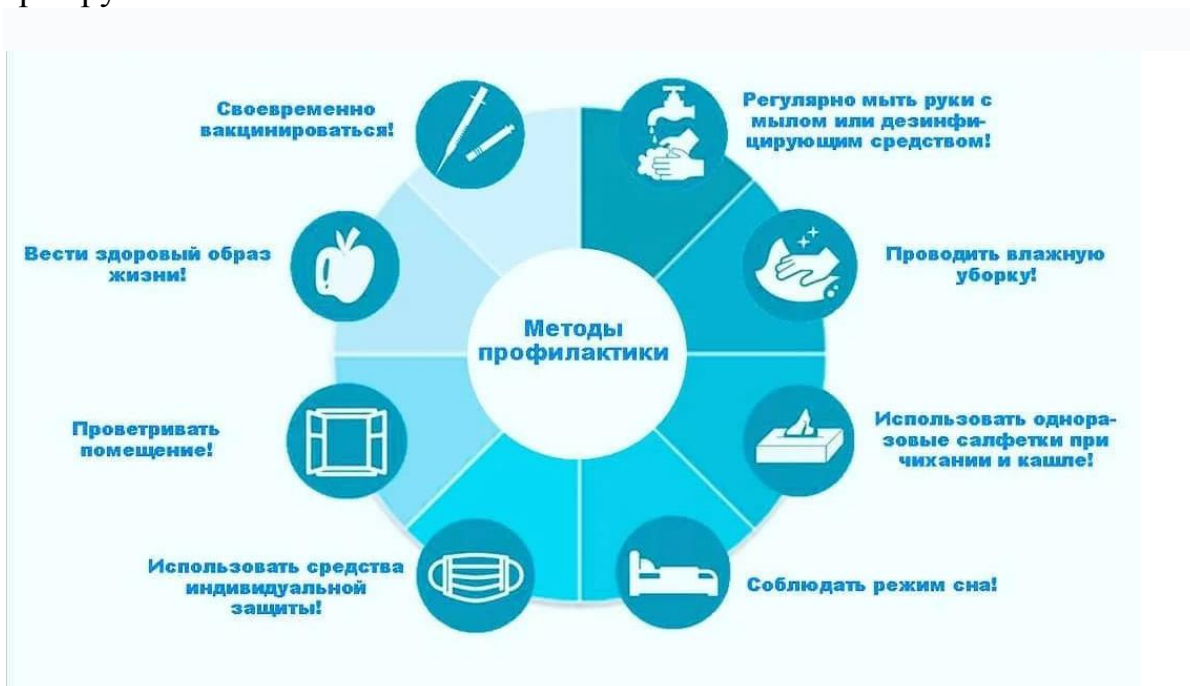 Своевременно
вакцинироваться!
Регулярно мыть руки с
мылом или дезинфи-
цирующим средством!
Вести здоровый образ
жизни!
Проводить влажную
уборку!
Методы
профилактики
Проветривать
помещение!
Использовать однора-
зовые салфетки при
чихании и кашле!
Использовать средства
индивидуальной
защиты!
Соблюдать режим сна!